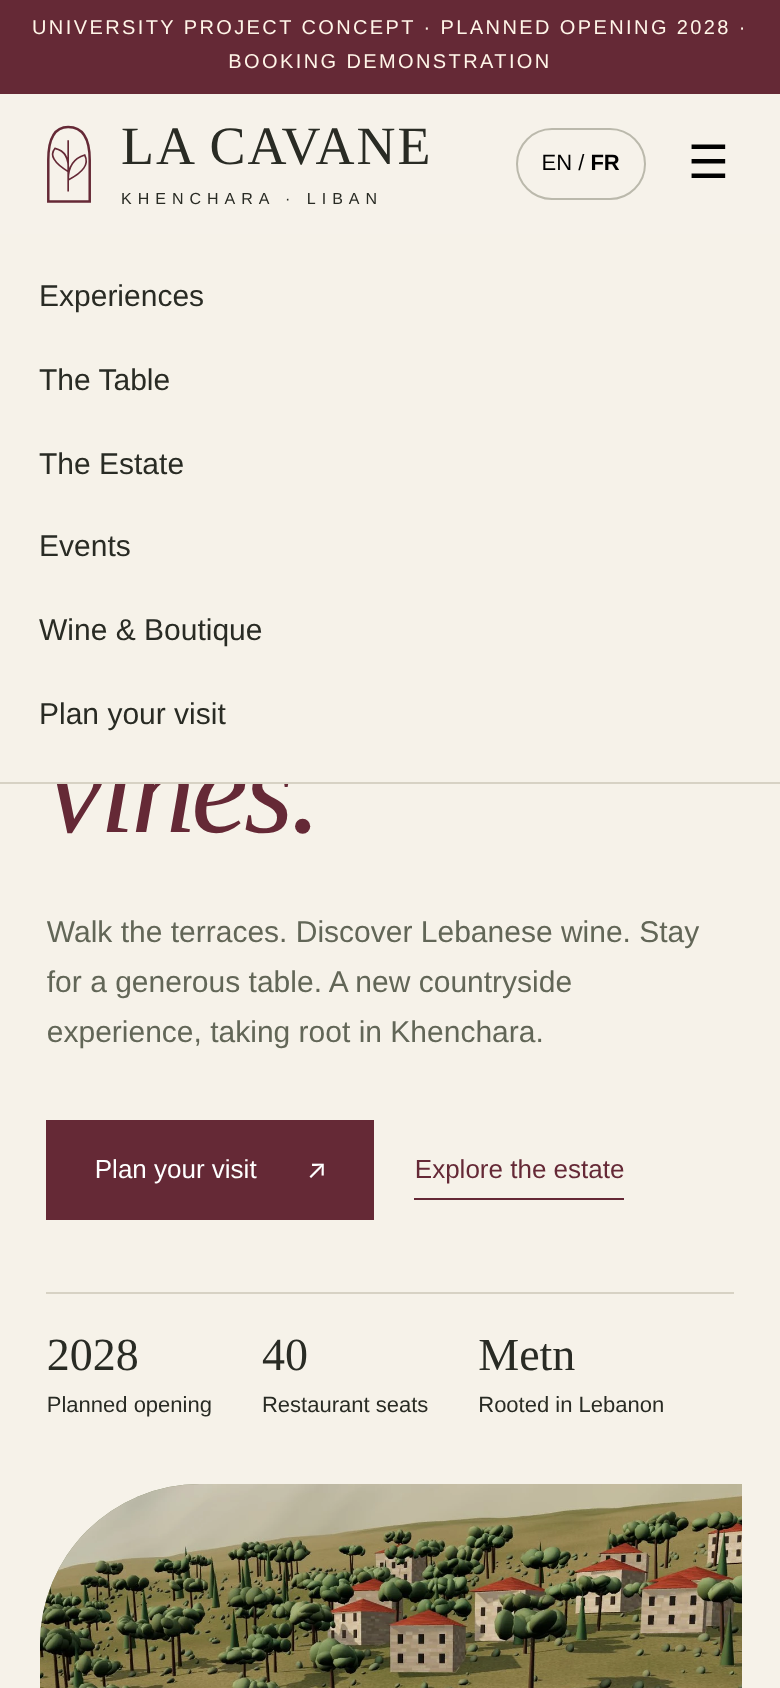 UNIVERSITY PROJECT CONCEPT · PLANNED OPENING 2028 ·
BOOKING DEMONSTRATION
LA CAVANE
KHENCHARA · LIBAN
EN / FR
Experiences
The Table
The Estate
Events
Wine & Boutique
Plan your visit
vines.
Walk the terraces. Discover Lebanese wine. Stay
for a generous table. A new countryside
experience, taking root in Khenchara.
Plan your visit
Explore the estate
2028
Planned opening
40
Restaurant seats
Metn
Rooted in Lebanon